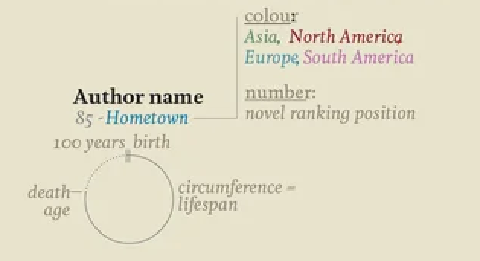 colour
Asia, North America
Europe, South America
number:
novel ranking position
Author name
85 - Hometown
100 years birth
death
age
circumference =
lifespan